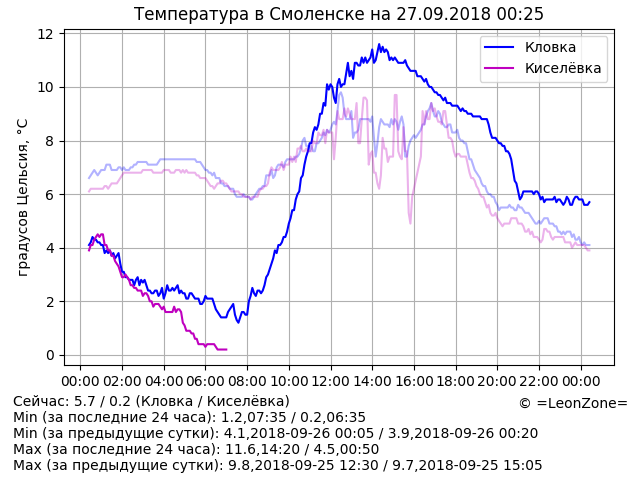 Температура в Смоленске на 27.09.2018 00:25
12
10
8
6
4
2
0
градусов Цельсия, °С
Кловка
Киселёвка
00:00 02:00 04:00 06:00 08:00 10:00 12:00 14:00 16:00 18:00 20:00 22:00 00:00
Сейчас: 5.7 / 0.2 (Кловка / Киселёвка)
© =LeonZone=
Min (за последние 24 часа): 1.2,07:35 / 0.2,06:35
Min (за предыдущие сутки): 4.1,2018-09-26 00:05 / 3.9,2018-09-26 00:20
Max (за последние 24 часа): 11.6,14:20 / 4.5,00:50
Max (за предыдущие сутки): 9.8,2018-09-25 12:30 / 9.7,2018-09-25 15:05